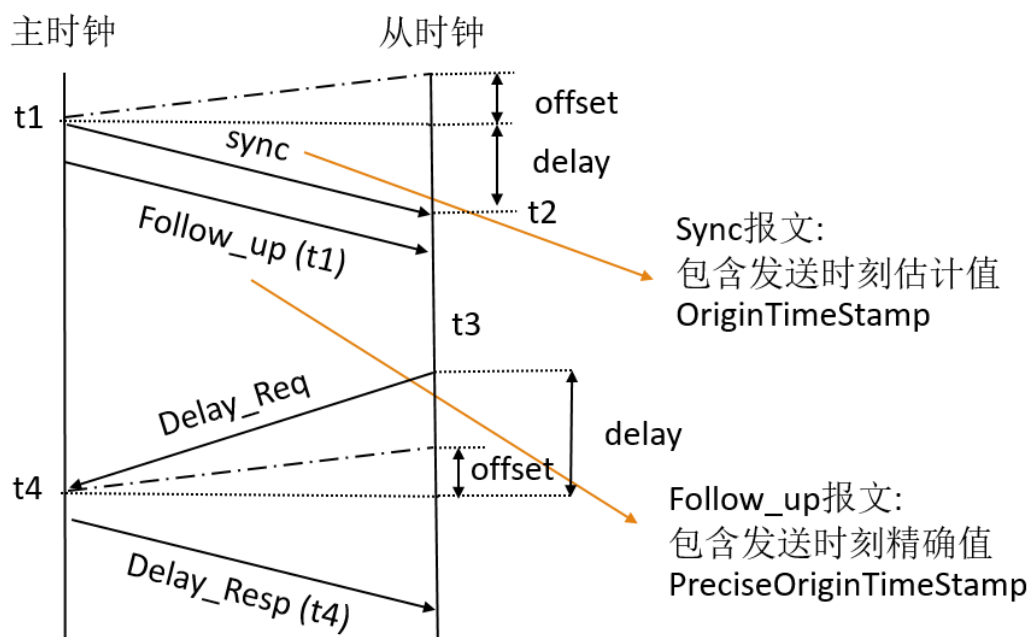 主时钟
从时钟
t1
offset
sync
delay
t2
Follow_up (t1)
Sync报文:
包含发送时刻估计值
OriginTimeStamp
t3
Delay_Req
delay
offset
t4
Follow_up报文:
包含发送时刻精确值
PreciseOriginTimeStamp
Delay_Resp (t4)